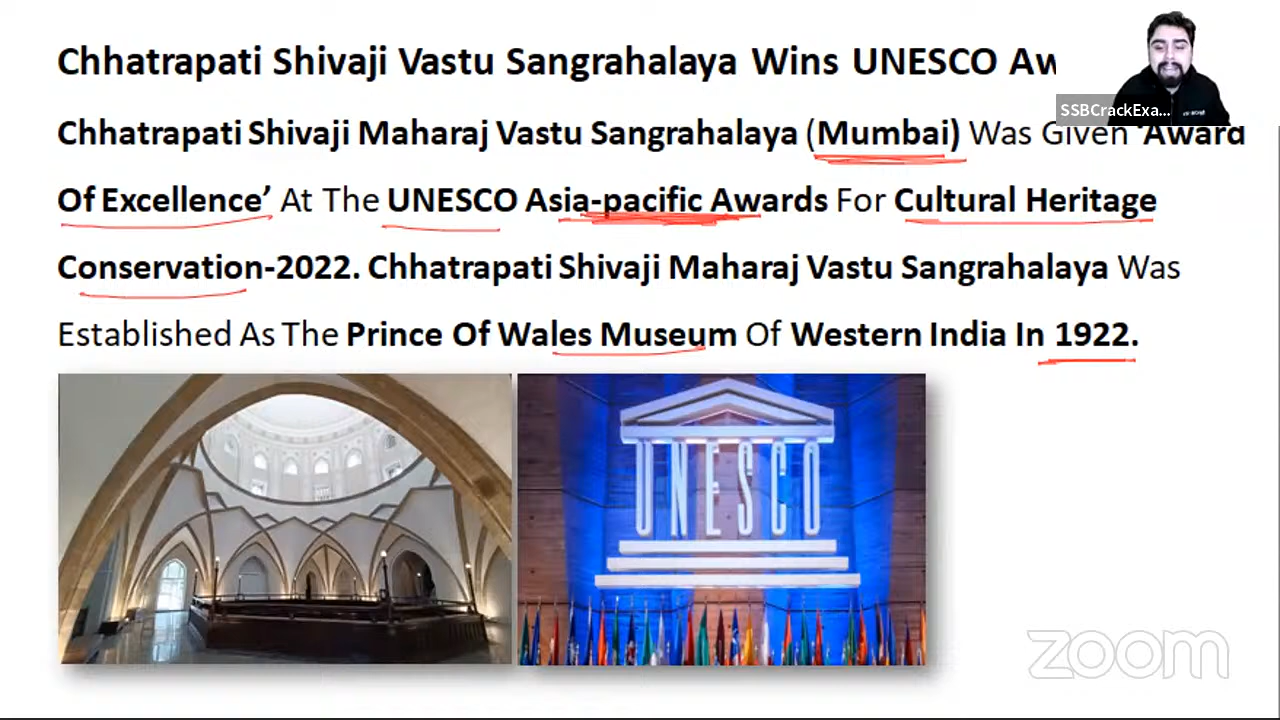 Chhatrapati Shivaji Vastu Sangrahalaya Wins UNESCO Aw
SSBCrackExa...
Chhatrapati Shivaji Maharaj Vastu Sangrahalaya (Mumbai) Was Given ‘Award
Of Excellence’ At The UNESCO Asia-pacific Awards For Cultural Heritage
Conservation-2022. Chhatrapati Shivaji Maharaj Vastu Sangrahalaya Was
Established As The Prince Of Wales Museum Of Western India In 1922.
UNESCO
zoom